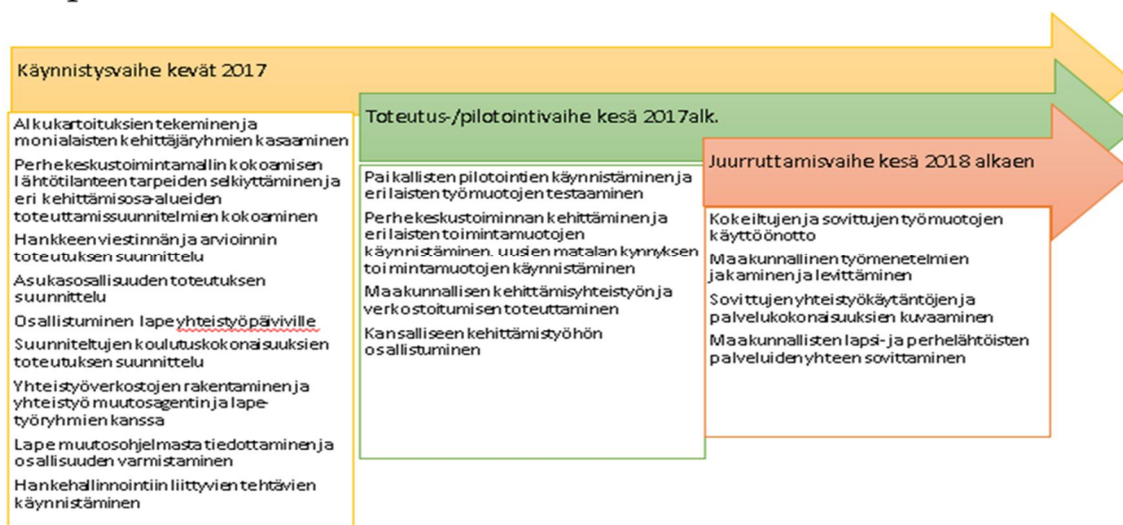 Käynnistysvaihe kevät 2017
Alkukartoituksien tekeminen ja
monialaisten kehittäjäryhmien kasaaminen
Perhekeskustoimintamallin kokoamisen
lähtötilanteen tarpeiden selkiyttäminen ja
eri kehittämisosa-alueiden
toteuttamissuunnitelmien kokoaminen
Hankkeen viestinnän ja arvioinnin
toteutuksen suunnittelu
Asukasosallisuuden toteutuksen
suunnittelu
Osallistuminen lape yhteistyöpäiviville
Suunniteltujen koulutuskokonaisuuksien
toteutuksen suunnittelu
Yhteistyöverkostojen rakentaminen ja
yhteistyö muutosagentin ja lape-
työryhmien kanssa
Lape muutosohjelmasta tiedottaminen ja
osallisuuden varmistaminen
Hankehallinnointiin liittyvien tehtävien
käynnistäminen
Toteutus-/pilotointivaihe kesä 2017alk.
Paikallisten pilotointien käynnistäminen ja
erilaisten työmuotojen testaaminen
Perhekeskustoiminnan kehittäminen ja
erilaisten toimintamuotojen
käynnistäminen. uusien matalan kynnyksen
toimintamuotojen käynnistäminen
Maakunnallisen kehittämisyhteistyön ja
verkostoitumisen toteuttaminen
Kansalliseen kehittämistyöhön
osallistuminen
Juurruttamisvaihe kesä 2018 alkaen
Kokeiltujen ja sovittujen työmuotojen
käyttöönotto
Maakunnallinen työmenetelmien
jakaminen ja levittäminen
Sovittujen yhteistyökäytäntöjen ja
palvelukokonaisuuksien kuvaaminen
Maakunnallisten lapsi- ja perhelähtöisten
palveluiden yhteen sovittaminen